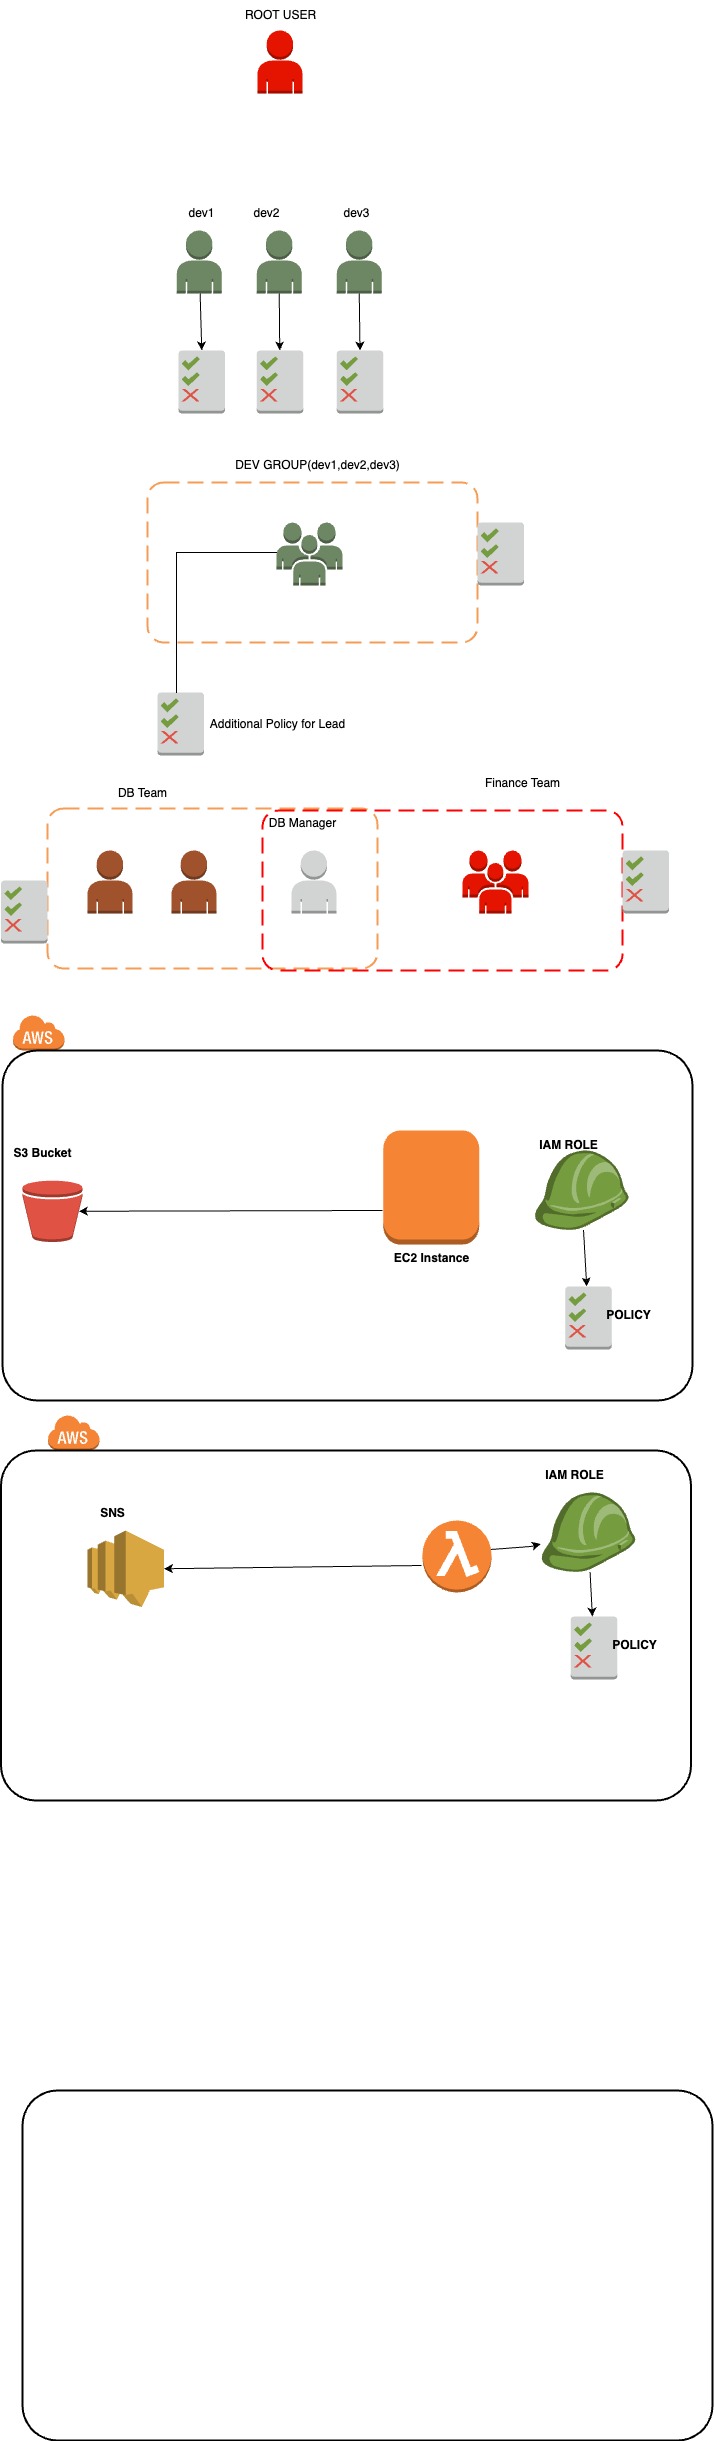 ROOT USER
dev1
dev2
dev3
DEV GROUP(dev1,dev2,dev3)
Additional Policy for Lead
DB Team
Finance Team
DB Manager
AWS
S3 Bucket
IAM ROLE
EC2 Instance
POLICY
AWS
IAM ROLE
SNS
POLICY